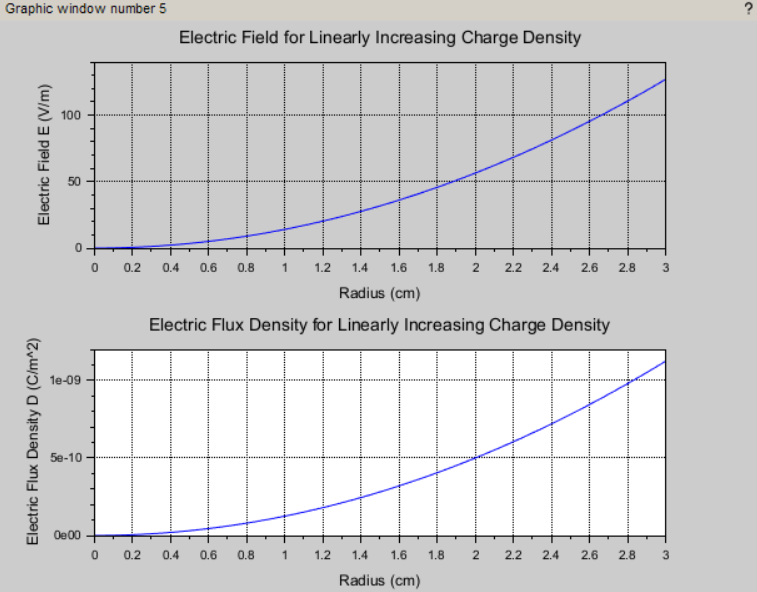 Graphic window number 5 ?
Electric Field for Linearly Increasing Charge Density
Electric Field E (V/m)
100
50
0
0 0.2 0.4 0.6 0.8 1 1.2 1.4 1.6 1.8 2 2.2 2.4 2.6 2.8 3
Radius (cm)
Electric Flux Density for Linearly Increasing Charge Density
Electric Flux Density D (C/m^2)
1e-09
5e-10
0e00
0 0.2 0.4 0.6 0.8 1 1.2 1.4 1.6 1.8 2 2.2 2.4 2.6 2.8 3
Radius (cm)